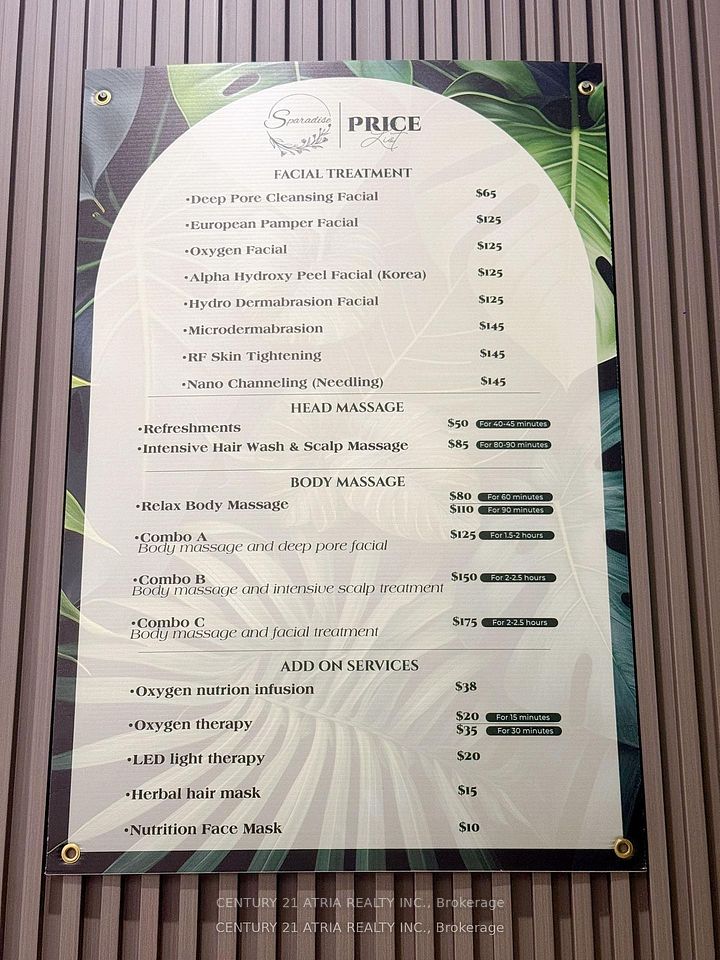 Sparadise
PRICE
List
FACIAL TREATMENT
•Deep Pore Cleansing Facial $65
•European Pamper Facial $125
•Oxygen Facial $125
•Alpha Hydroxy Peel Facial (Korea) $125
•Hydro Dermabrasion Facial $125
•Microdermabrasion $145
•RF Skin Tightening $145
•Nano Channeling (Needling) $145
HEAD MASSAGE
•Refreshments $50 For 40-45 minutes
•Intensive Hair Wash & Scalp Massage $85 For 80-90 minutes
BODY MASSAGE
•Relax Body Massage $80 For 60 minutes
$110 For 90 minutes
•Combo A $125 For 1.5-2 hours
Body massage and deep pore facial
•Combo B $150 For 2-2.5 hours
Body massage and intensive scalp treatment
•Combo C $175 For 2-2.5 hours
Body massage and facial treatment
ADD ON SERVICES
•Oxygen nutrion infusion $38
•Oxygen therapy $20 For 15 minutes
$35 For 30 minutes
•LED light therapy $20
•Herbal hair mask $15
•Nutrition Face Mask $10
CENTURY 21 ATRIA REALTY INC., Brokerage
CENTURY 21 ATRIA REALTY INC., Brokerage